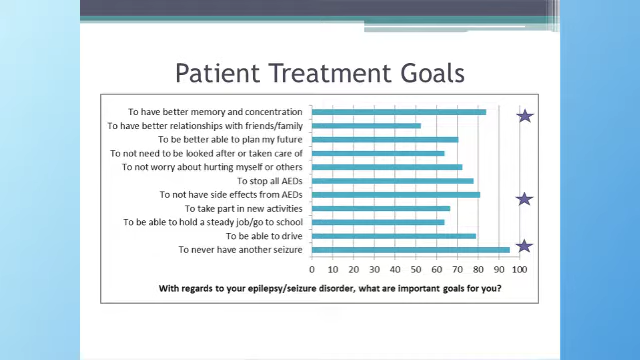 Patient Treatment Goals
To have better memory and concentration
To have better relationships with friends/family
To be better able to plan my future
To not need to be looked after or taken care of
To not worry about hurting myself or others
To stop all AEDs
To not have side effects from AEDs
To take part in new activities
To be able to hold a steady job/go to school
To be able to drive
To never have another seizure
0 10 20 30 40 50 60 70 80 90 100
With regards to your epilepsy/seizure disorder, what are important goals for you?